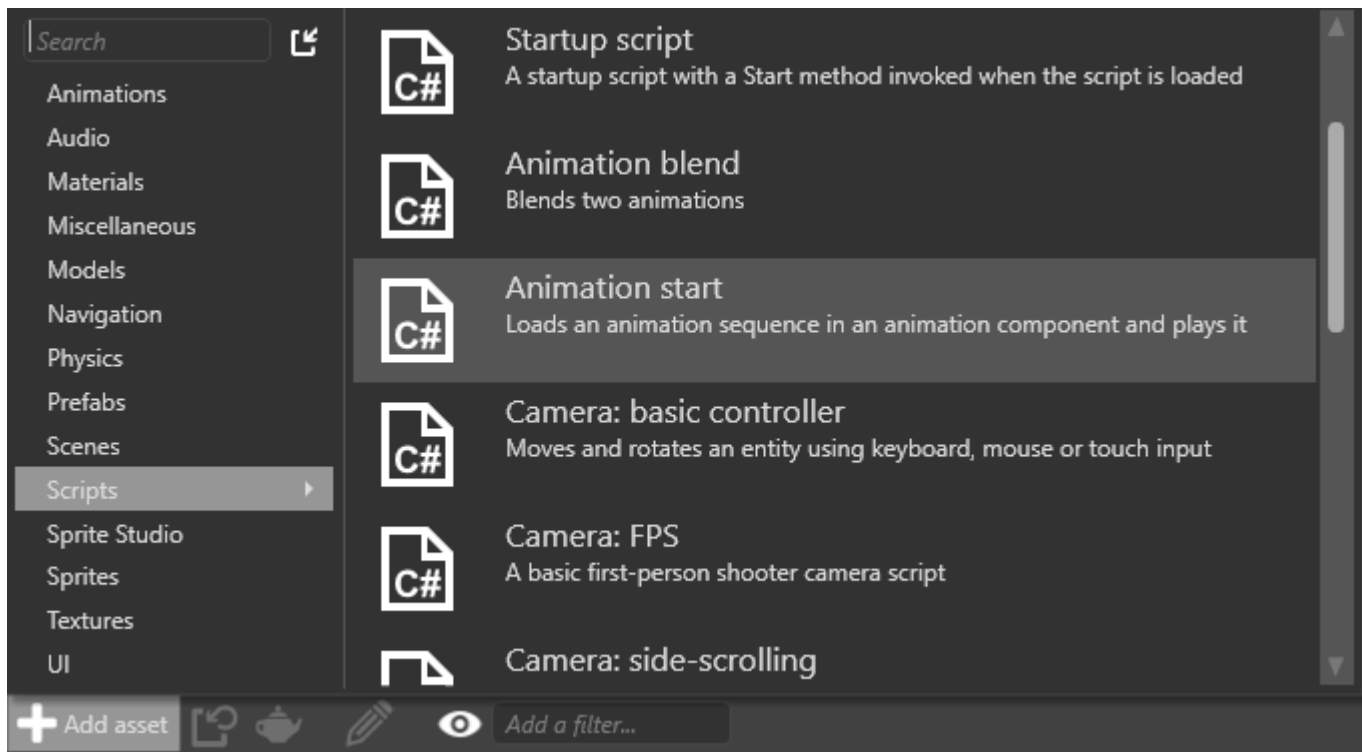 Search
Animations
Audio
Materials
Miscellaneous
Models
Navigation
Physics
Prefabs
Scenes
Scripts
Sprite Studio
Sprites
Textures
UI
C#
Startup script
A startup script with a Start method invoked when the script is loaded
C#
Animation blend
Blends two animations
C#
Animation start
Loads an animation sequence in an animation component and plays it
C#
Camera: basic controller
Moves and rotates an entity using keyboard, mouse or touch input
C#
Camera: FPS
A basic first-person shooter camera script
Camera: side-scrolling
Add asset
Add a filter...